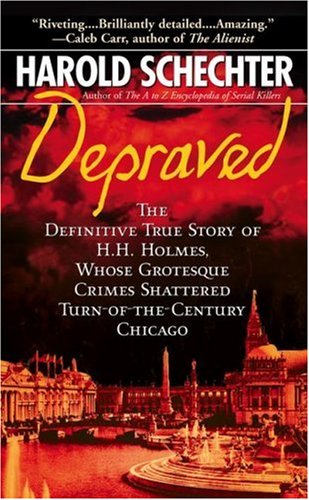 “Riveting....Brilliantly detailed....Amazing.”
—Caleb Carr, author of The Alienist
HAROLD SCHECHTER
Author of The A to Z Encyclopedia of Serial Killers
Depraved
THE
DEFINITIVE TRUE STORY OF
H.H. HOLMES,
WHOSE GROTESQUE
CRIMES SHATTERED
TURN-OF-THE-CENTURY
CHICAGO